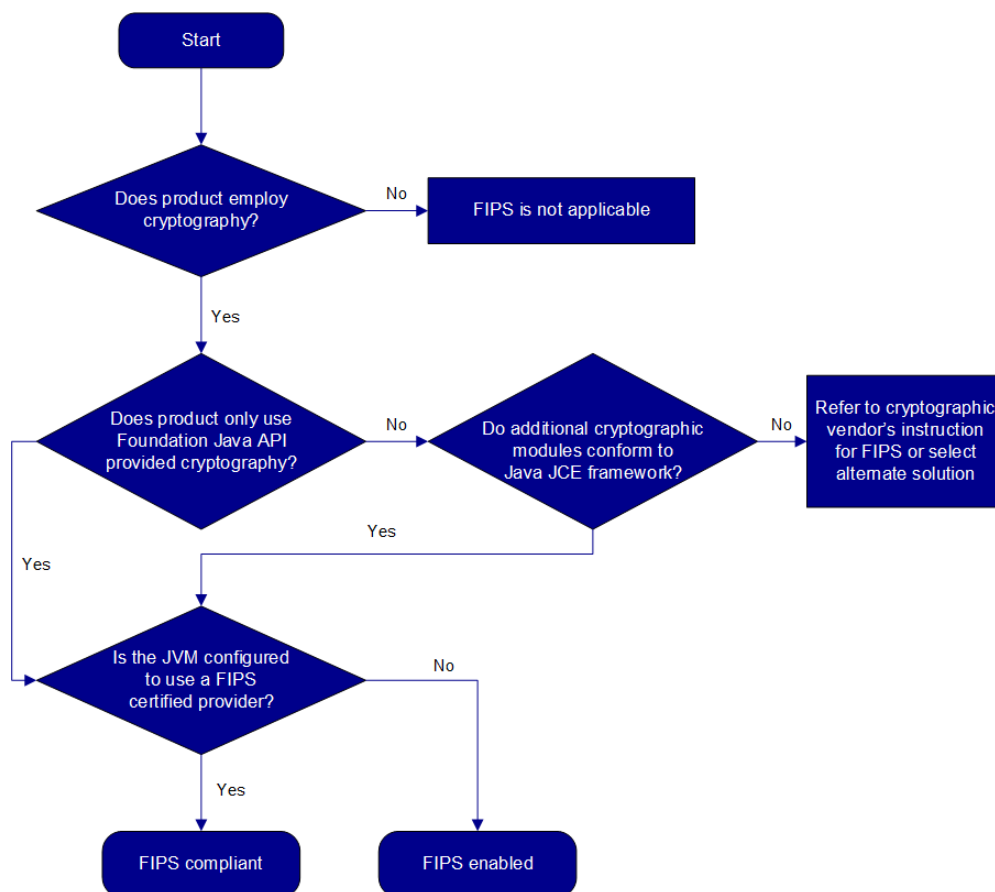 Start
Does product employ
cryptography?
No
FIPS is not applicable
Yes
Does product only use
Foundation Java API
provided cryptography?
No
Do additional cryptographic
modules conform to
Java JCE framework?
No
Refer to cryptographic
vendor's instruction
for FIPS or select
alternate solution
Yes
Yes
Is the JVM configured
to use a FIPS
certified provider?
No
Yes
FIPS compliant
FIPS enabled